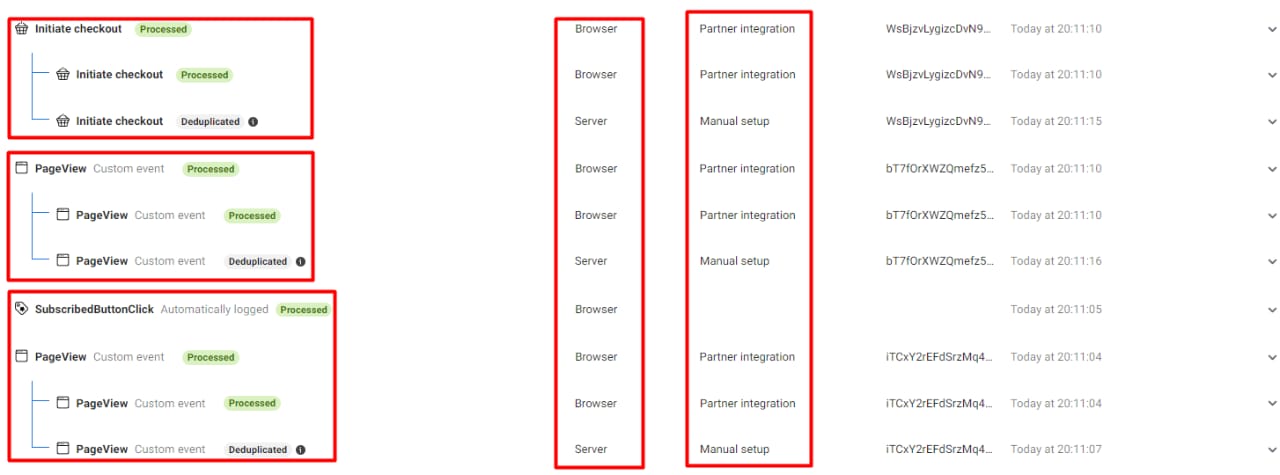 Initiate checkout Processed Browser Partner integration WsBjzvLygizcDvN9... Today at 20:11:10
Initiate checkout Processed Browser Partner integration WsBjzvLygizcDvN9... Today at 20:11:10
Initiate checkout Deduplicated Server Manual setup WsBjzvLygizcDvN9... Today at 20:11:15
PageView Custom event Processed Browser Partner integration bT7fOrXWZQmefz5... Today at 20:11:10
PageView Custom event Processed Browser Partner integration bT7fOrXWZQmefz5... Today at 20:11:10
PageView Custom event Deduplicated Server Manual setup bT7fOrXWZQmefz5... Today at 20:11:16
SubscribedButtonClick Automatically logged Processed Browser Today at 20:11:05
PageView Custom event Processed Browser Partner integration iTCxY2rEFdSrzMq4... Today at 20:11:04
PageView Custom event Processed Browser Partner integration iTCxY2rEFdSrzMq4... Today at 20:11:04
PageView Custom event Deduplicated Server Manual setup iTCxY2rEFdSrzMq4... Today at 20:11:07